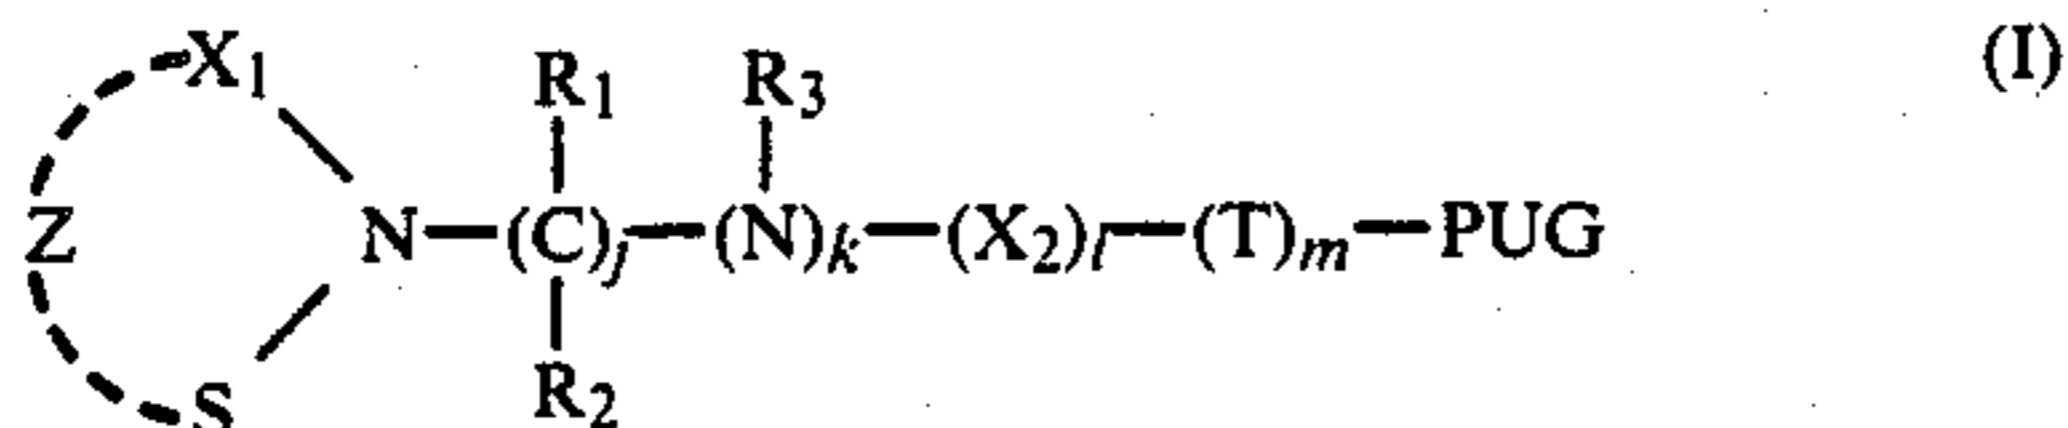 X1 R1 R3 (I)
Z N—(C)j—(N)k—(X2)l—(T)m—PUG
S R2